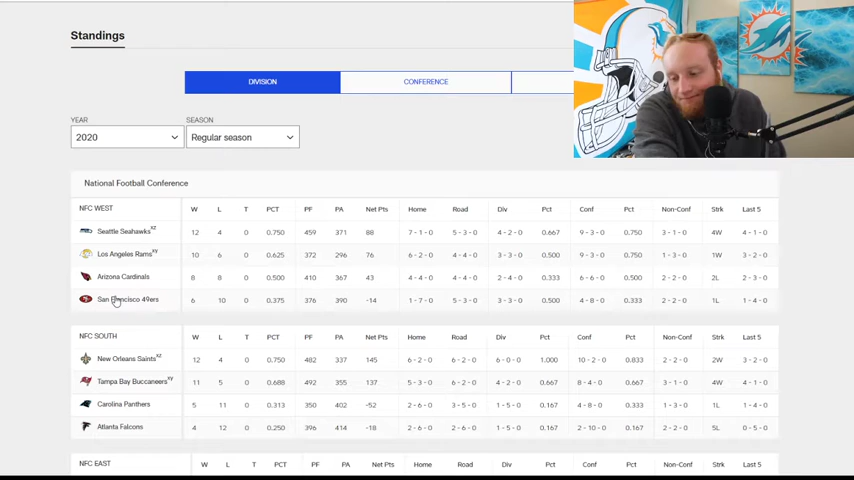 Standings
DIVISION CONFERENCE
YEAR SEASON
2020 Regular season
National Football Conference
NFC WEST W L T PCT PF PA Net Pts Home Road Div Pct Conf Pct Non-Conf Strk Last 5
Seattle Seahawks xz 12 4 0 0.750 459 371 88 7 - 1 - 0 5 - 3 - 0 4 - 2 - 0 0.667 9 - 3 - 0 0.750 3 - 1 - 0 4W 4 - 1 - 0
Los Angeles Rams xy 10 6 0 0.625 372 296 76 6 - 2 - 0 4 - 4 - 0 3 - 3 - 0 0.500 9 - 3 - 0 0.750 1 - 3 - 0 1W 3 - 2 - 0
Arizona Cardinals 8 8 0 0.500 410 367 43 4 - 4 - 0 4 - 4 - 0 2 - 4 - 0 0.333 6 - 6 - 0 0.500 2 - 2 - 0 2L 2 - 3 - 0
San Francisco 49ers 6 10 0 0.375 376 390 -14 1 - 7 - 0 5 - 3 - 0 3 - 3 - 0 0.500 4 - 8 - 0 0.333 2 - 2 - 0 1L 1 - 4 - 0
NFC SOUTH W L T PCT PF PA Net Pts Home Road Div Pct Conf Pct Non-Conf Strk Last 5
New Orleans Saints xz 12 4 0 0.750 482 337 145 6 - 2 - 0 6 - 2 - 0 6 - 0 - 0 1.000 10 - 2 - 0 0.833 2 - 2 - 0 2W 3 - 2 - 0
Tampa Bay Buccaneers xy 11 5 0 0.688 492 355 137 5 - 3 - 0 6 - 2 - 0 4 - 2 - 0 0.667 8 - 4 - 0 0.667 3 - 1 - 0 4W 4 - 1 - 0
Carolina Panthers 5 11 0 0.313 350 402 -52 2 - 6 - 0 3 - 5 - 0 1 - 5 - 0 0.167 4 - 8 - 0 0.333 1 - 3 - 0 1L 1 - 4 - 0
Atlanta Falcons 4 12 0 0.250 396 414 -18 2 - 6 - 0 2 - 6 - 0 1 - 5 - 0 0.167 2 - 10 - 0 0.167 2 - 2 - 0 5L 0 - 5 - 0
NFC EAST W L T PCT PF PA Net Pts Home Road Div Pct Conf Pct Non-Conf Strk Last 5